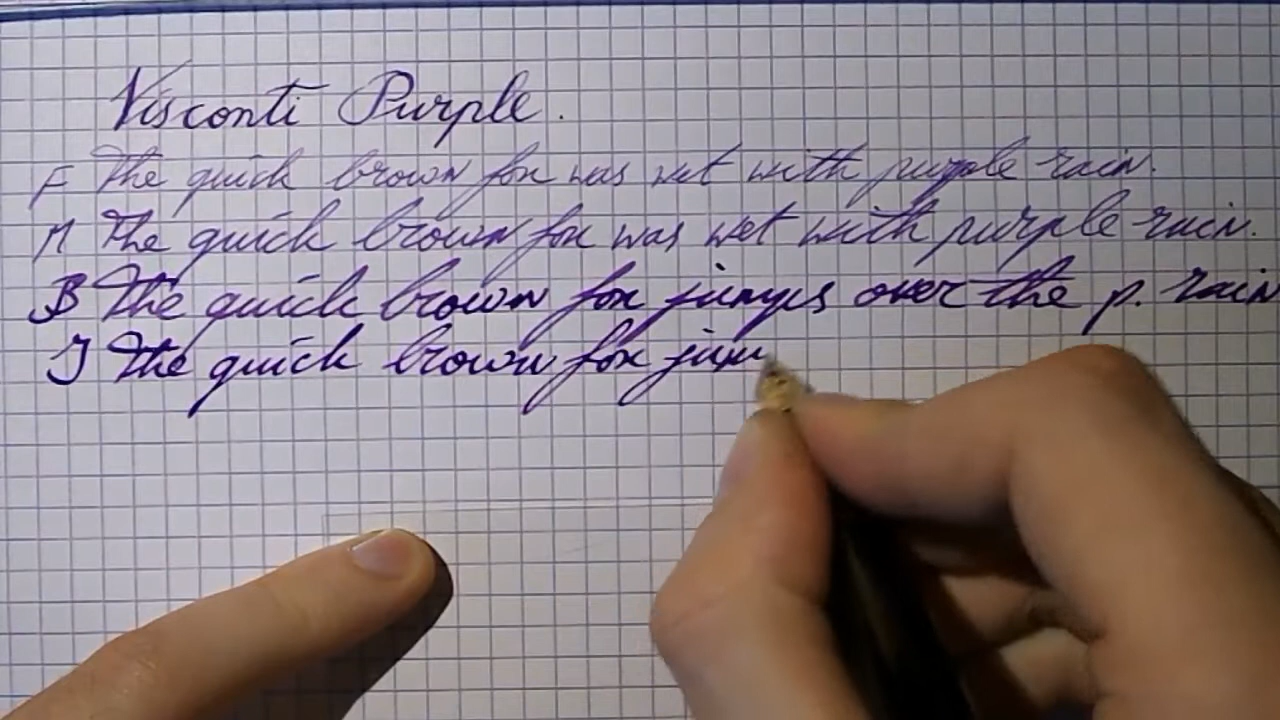 Visconti Purple.
F The quick brown fox was wet with purple rain.
M The quick brown fox was wet with purple rain.
B The quick brown fox jumps over the p. rain
I The quick brown fox jum